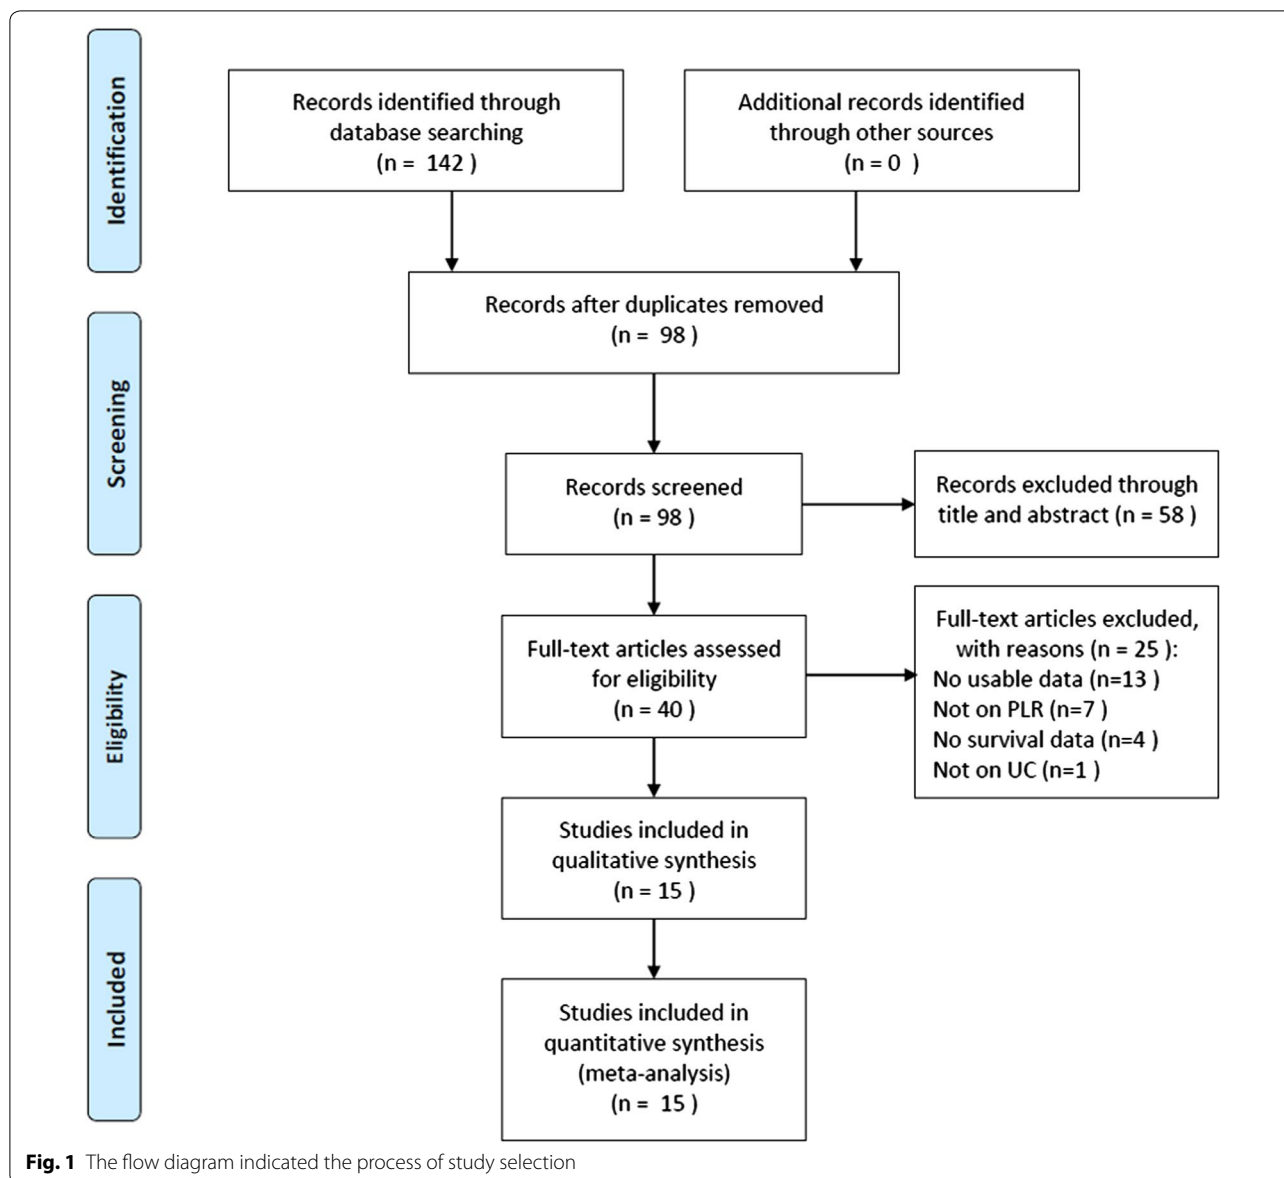 Identification
Records identified through
database searching
(n =  142 )
Additional records identified
through other sources
(n = 0  )
Records after duplicates removed
(n =  98 )
Screening
Records screened
(n = 98 )
Records excluded through
title and abstract (n = 58 )
Eligibility
Full-text articles assessed
for eligibility
(n = 40 )
Full-text articles excluded,
with reasons (n = 25 ):
No usable data (n=13 )
Not on PLR (n=7 )
No survival data (n=4 )
Not on UC (n=1 )
Studies included in
qualitative synthesis
(n = 15 )
Included
Studies included in
quantitative synthesis
(meta-analysis)
(n =  15 )
Fig. 1 The flow diagram indicated the process of study selection